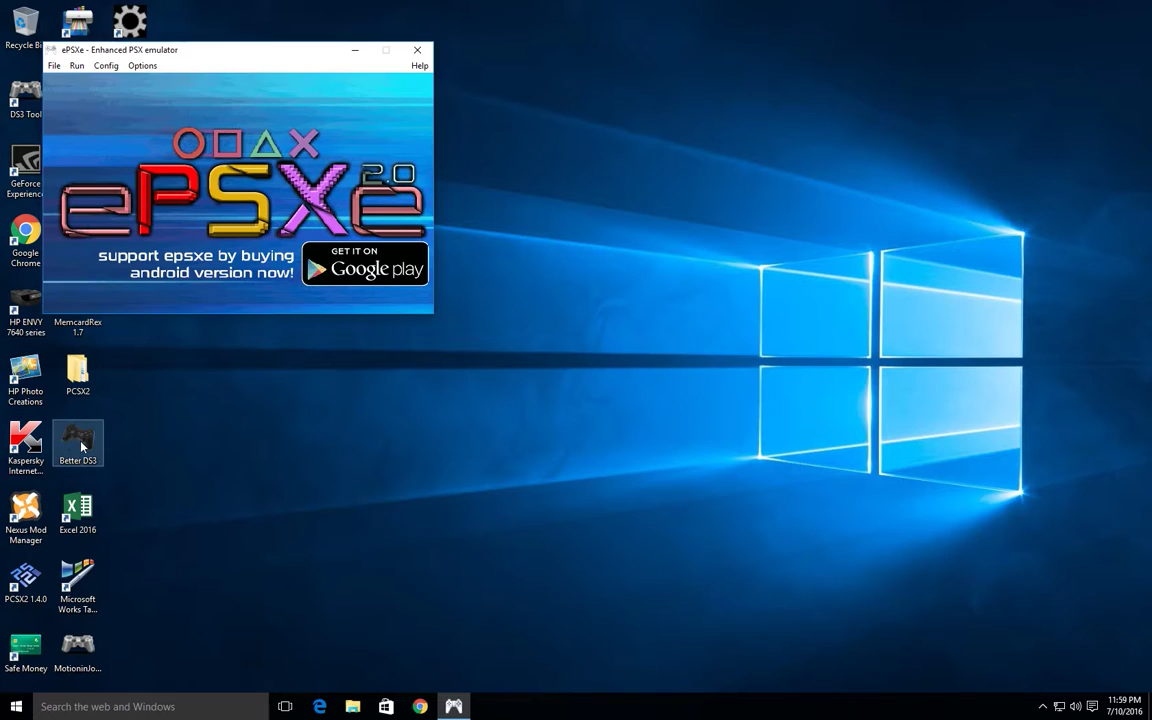 Recycle Bi
ePSXe - Enhanced PSX emulator
File Run Config Options Help
ePSXe 2.0
support epsxe by buying
android version now!
GET IT ON
Google play
DS3 Tool
GeForce
Experience
Google
Chrome
HP ENVY
7640 series
MemcardRex
1.7
HP Photo
Creations
PCSX2
Kaspersky
Internet...
Better DS3
Nexus Mod
Manager
Excel 2016
PCSX2 1.4.0
Microsoft
Works Ta...
Safe Money
MotioninJo...
Search the web and Windows
11:59 PM
7/10/2016